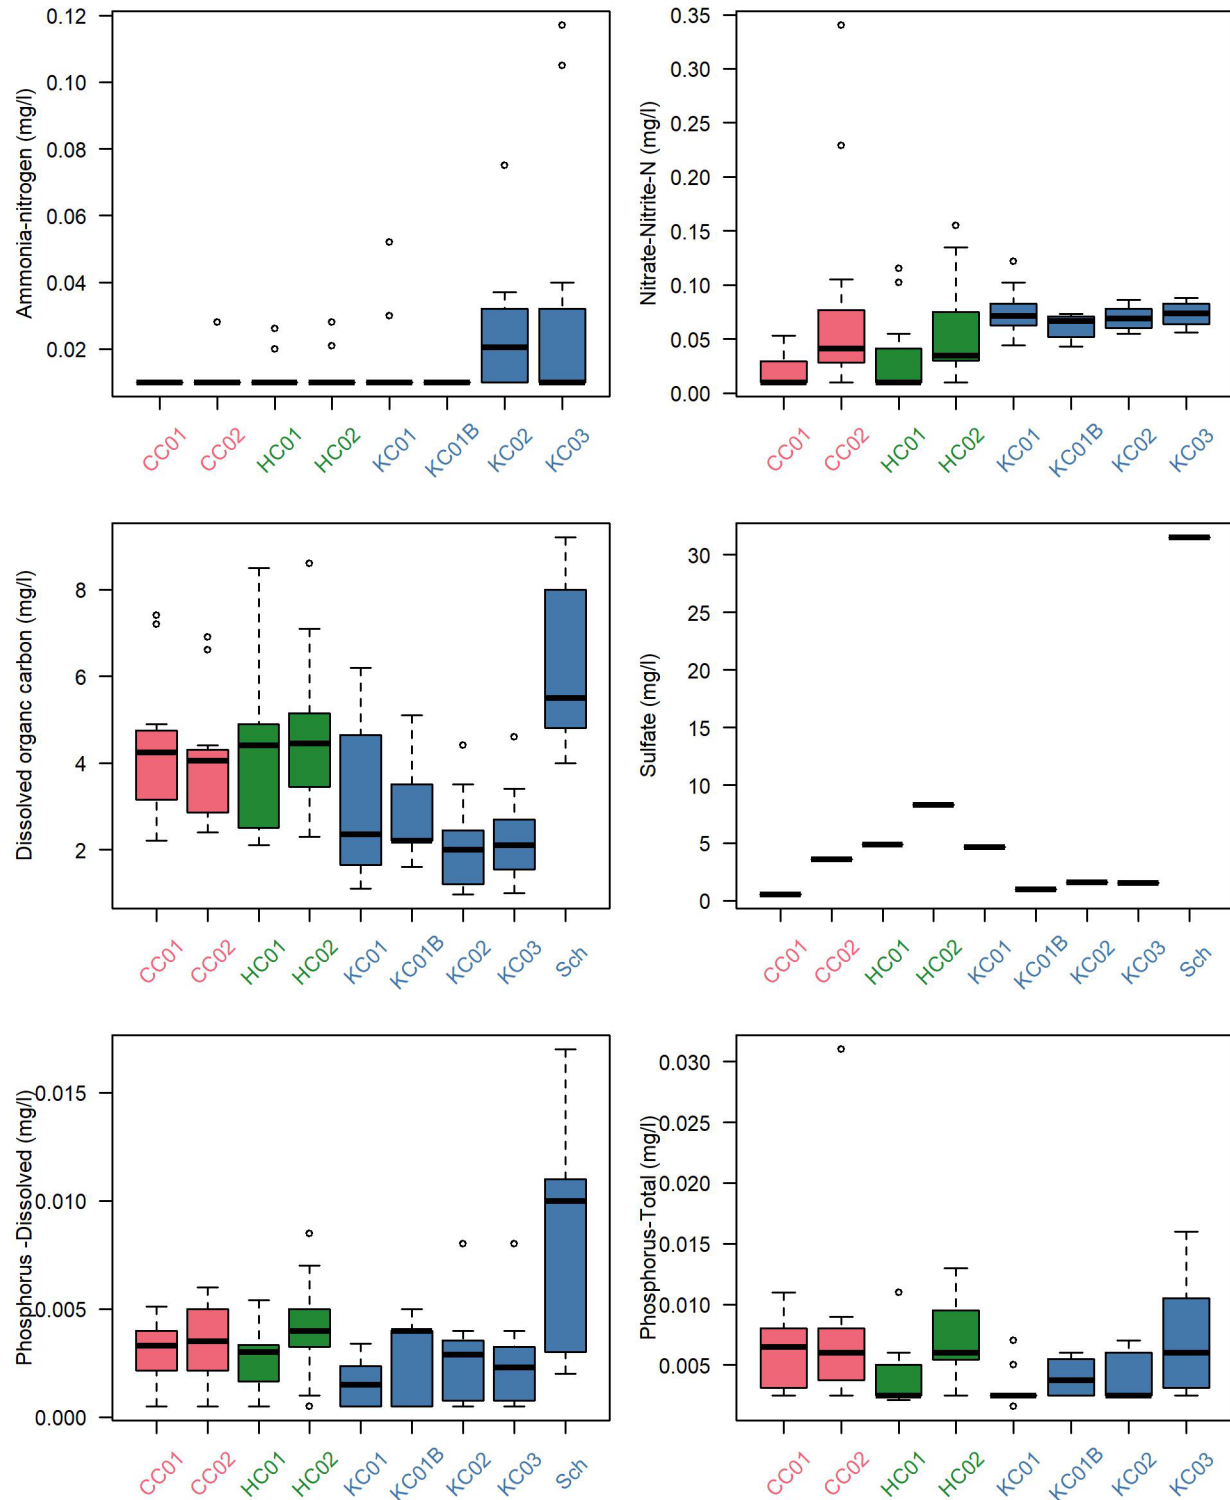 Ammonia-nitrogen (mg/l)
0.12
0.10
0.08
0.06
0.04
0.02
CC01 CC02 HC01 HC02 KC01 KC01B KC02 KC03
Nitrate-Nitrite-N (mg/l)
0.35
0.30
0.25
0.20
0.15
0.10
0.05
0.00
CC01 CC02 HC01 HC02 KC01 KC01B KC02 KC03
Dissolved organc carbon (mg/l)
8
6
4
2
CC01 CC02 HC01 HC02 KC01 KC01B KC02 KC03 Sch
Sulfate (mg/l)
30
25
20
15
10
5
0
CC01 CC02 HC01 HC02 KC01 KC01B KC02 KC03 Sch
Phosphorus -Dissolved (mg/l)
0.015
0.010
0.005
0.000
CC01 CC02 HC01 HC02 KC01 KC01B KC02 KC03 Sch
Phosphorus-Total (mg/l)
0.030
0.025
0.020
0.015
0.010
0.005
CC01 CC02 HC01 HC02 KC01 KC01B KC02 KC03